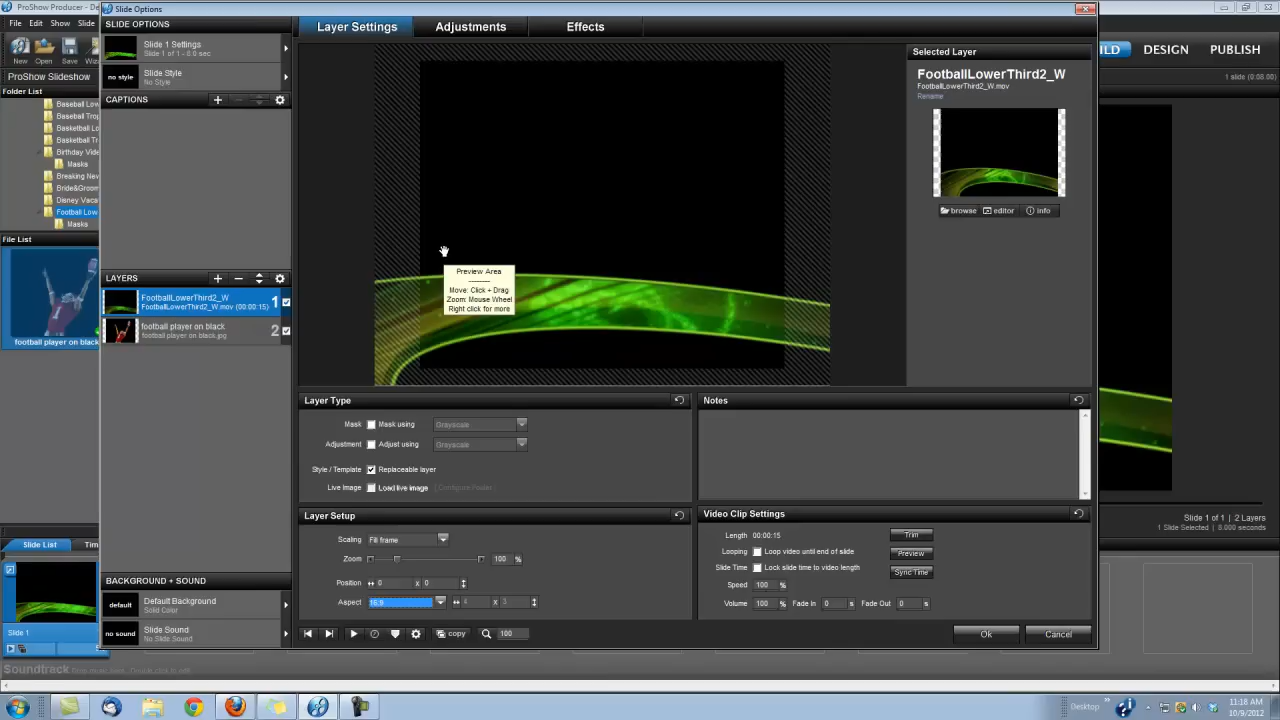 ProShow Producer - De
Slide Options
File Edit Show Slide
SLIDE OPTIONS
Layer Settings
Adjustments
Effects
New Open Save
Slide 1 Settings
Slide 1 of 1 - 8.0 sec
no style
Slide Style
No Style
ProShow Slideshow
CAPTIONS
Folder List
Baseball Low
Baseball Trop
Basketball Lo
Basketball Tr
Birthday Vide
Masks
Breaking New
Bride&Groom
Disney Vaca
Football Low
Masks
File List
football player on black
LAYERS
FootballLowerThird2_W
FootballLowerThird2_W.mov (00:00:15)
1
football player on black
football player on black.jpg
2
Preview Area
Move: Click + Drag
Zoom: Mouse Wheel
Right click for more
Selected Layer
FootballLowerThird2_W
FootballLowerThird2_W.mov
Rename
browse editor info
BUILD DESIGN PUBLISH
1 slide (0:08.00)
Layer Type
Mask Mask using Grayscale
Adjustment Adjust using Grayscale
Style / Template Replaceable layer
Live Image Load live image
Layer Setup
Scaling Fill frame
Zoom 100 %
Position 0 x 0
Aspect 16:9 4 x 3
copy 100
Notes
Video Clip Settings
Length 00:00:15 Trim
Looping Loop video until end of slide Preview
Slide Time Lock slide time to video length Sync Time
Speed 100 %
Volume 100 % Fade in 0 s Fade Out 0 s
Ok Cancel
Slide 1 of 1 | 2 Layers
1 Slide Selected | 8.000 seconds
Slide List
Slide 1
BACKGROUND + SOUND
default
Default Background
Solid Color
no sound
Slide Sound
No Slide Sound
Soundtrack
Desktop
11:18 AM
10/9/2012